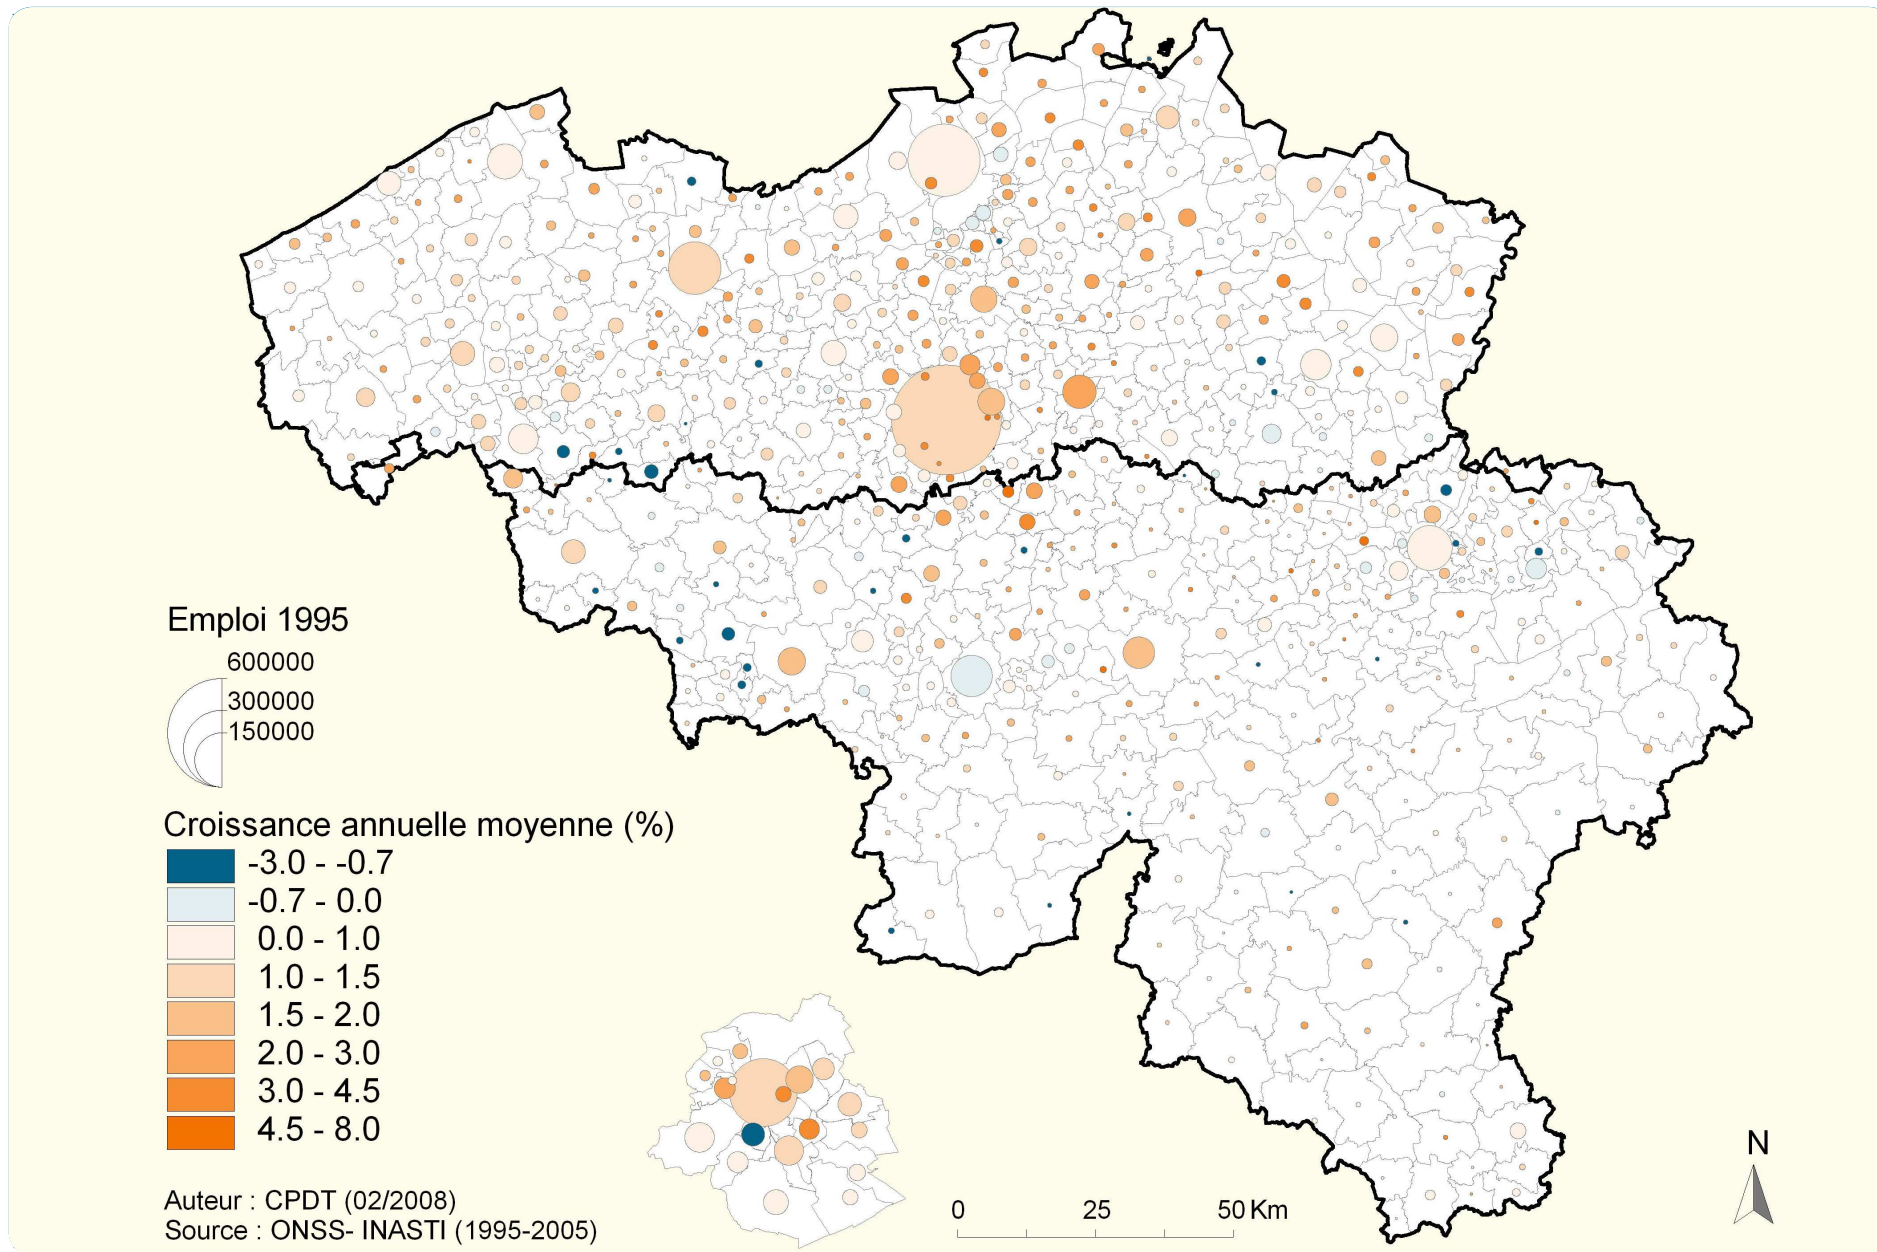 Emploi 1995
600000
300000
150000
Croissance annuelle moyenne (%)
-3.0 - -0.7
-0.7 - 0.0
0.0 - 1.0
1.0 - 1.5
1.5 - 2.0
2.0 - 3.0
3.0 - 4.5
4.5 - 8.0
Auteur : CPDT (02/2008)
Source : ONSS- INASTI (1995-2005)
0 25 50 Km
N